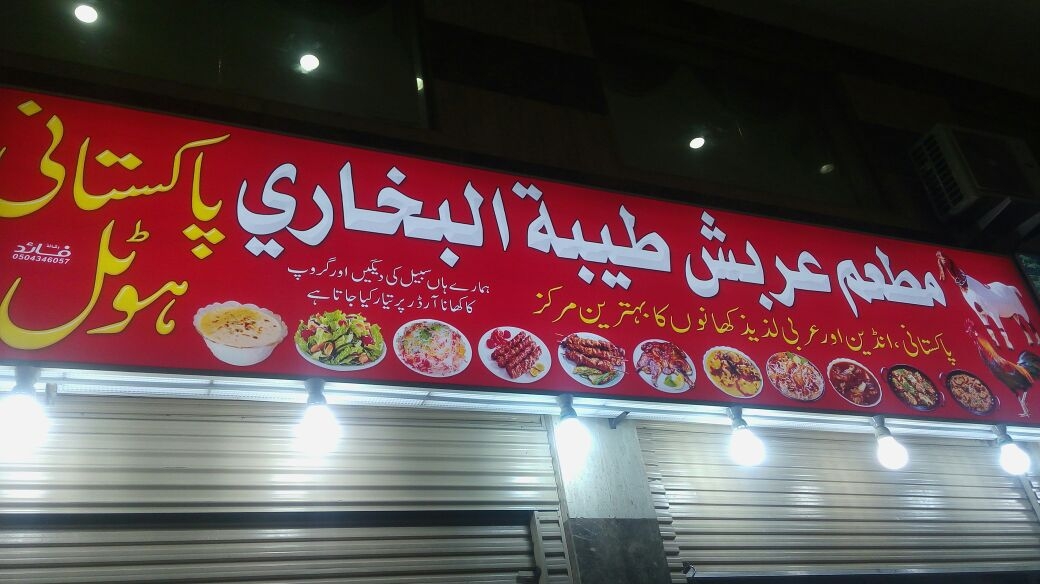 مطعم عربش طيبة البخاري
پاکستانی
ہوٹل
پاکستانی، انڈین اور عربی لذیذ کھانوں کا بہترین مرکز
ہمارے ہاں سبیل کی دیگیں اور گروپ
کا کھانا آرڈر پر تیار کیا جاتا ہے
فائد
0504346057